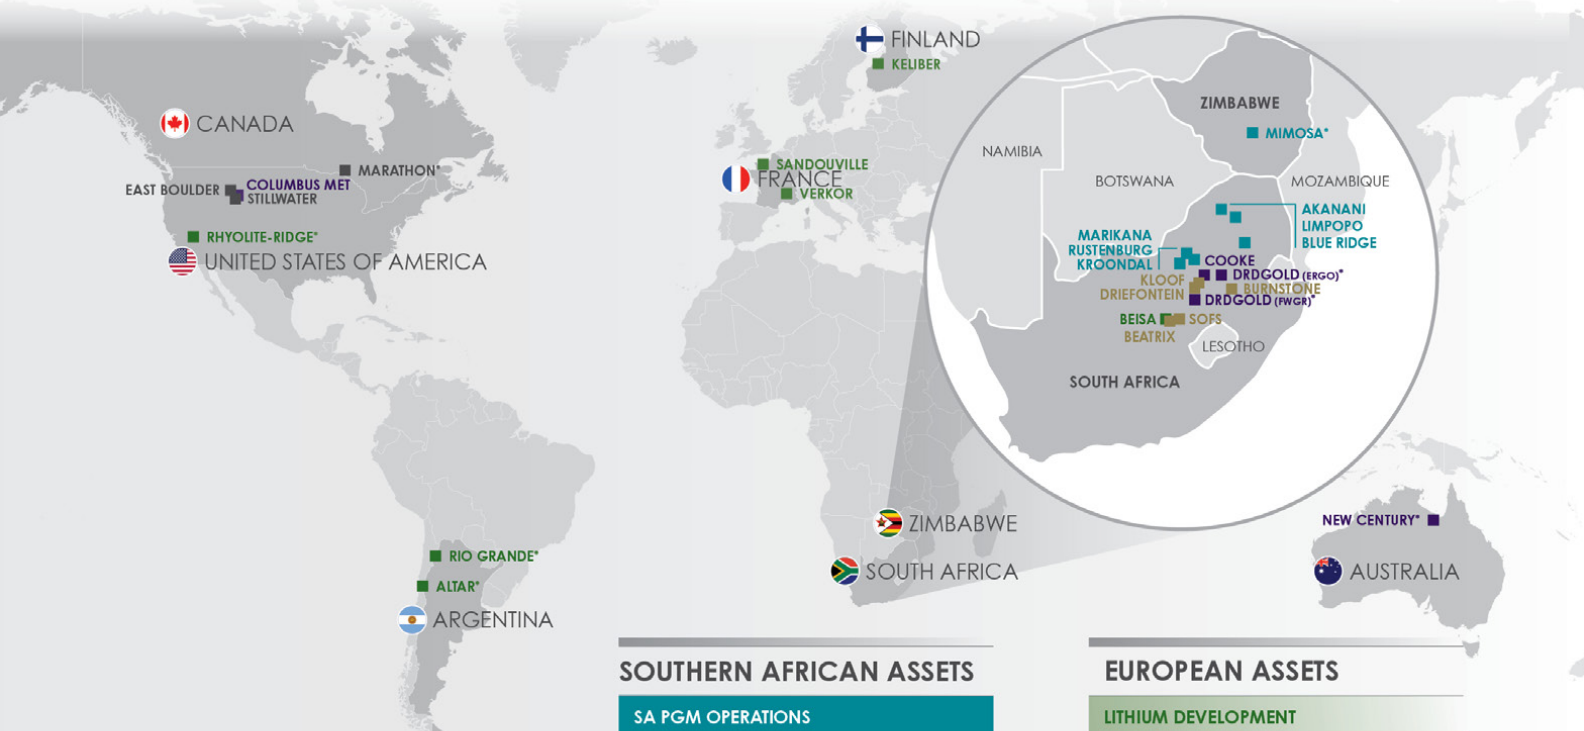 FINLAND
KELIBER
CANADA
MARATHON*
EAST BOULDER
COLUMBUS MET
STILLWATER
RHYOLITE-RIDGE*
UNITED STATES OF AMERICA
SANDOUVILLE
FRANCE
VERKOR
ZIMBABWE
MIMOSA*
NAMIBIA
BOTSWANA
MOZAMBIQUE
AKANANI
LIMPOPO
BLUE RIDGE
MARIKANA
RUSTENBURG
KROONDAL
COOKE
DRDGOLD (ERGO)*
KLOOF
BURNSTONE
DRIEFONTEIN
DRDGOLD (FWGR)*
BEISA
SOFS
BEATRIX
LESOTHO
SOUTH AFRICA
ZIMBABWE
SOUTH AFRICA
NEW CENTURY*
AUSTRALIA
RIO GRANDE*
ALTAR*
ARGENTINA
SOUTHERN AFRICAN ASSETS
SA PGM OPERATIONS
EUROPEAN ASSETS
LITHIUM DEVELOPMENT